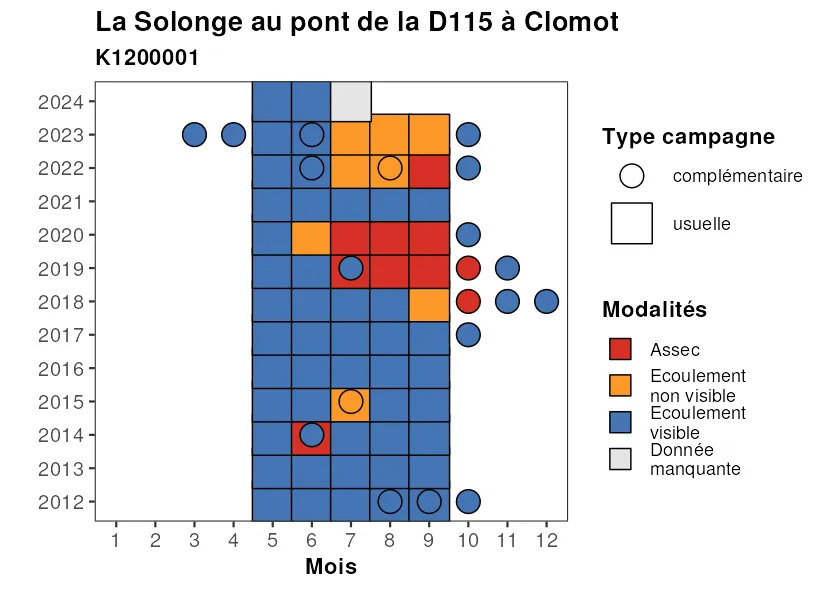 La Solonge au pont de la D115 à Clomot
K1200001
2024
2023
2022
2021
2020
2019
2018
2017
2016
2015
2014
2013
2012
1 2 3 4 5 6 7 8 9 10 11 12
Mois
Type campagne
complémentaire
usuelle
Modalités
Assec
Ecoulement
non visible
Ecoulement
visible
Donnée
manquante